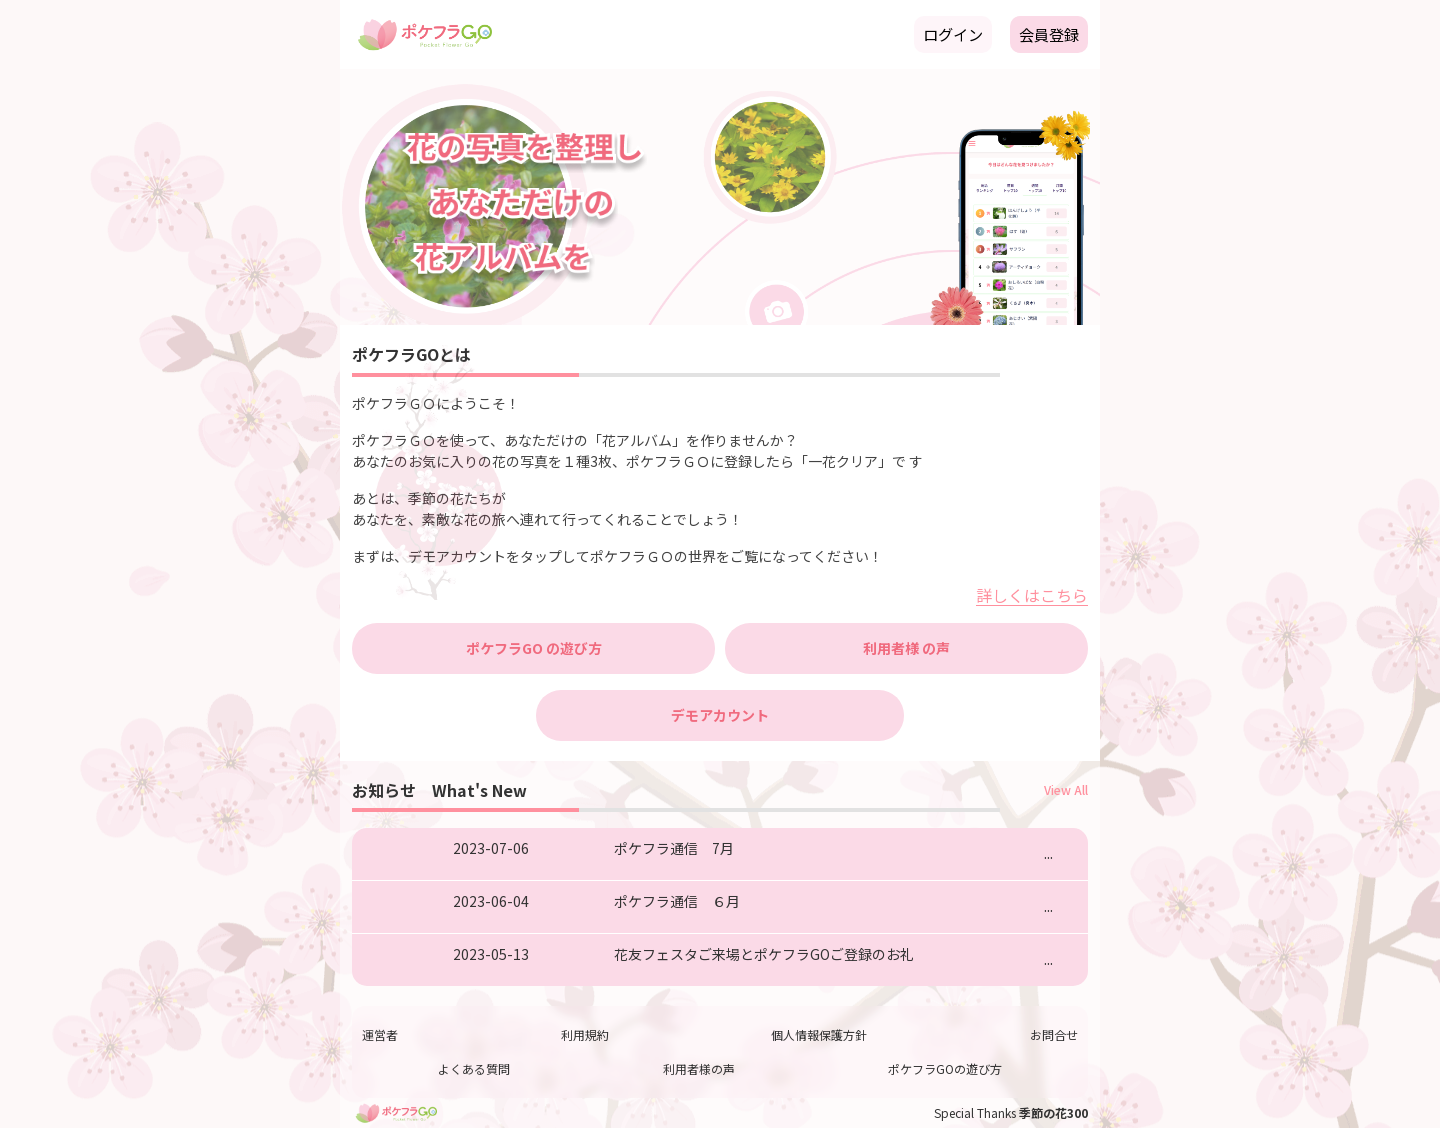 ポケフラGO
Pocket Flower Go
ログイン
会員登録
花の写真を整理し
あなただけの
花アルバムを
ポケフラGOとは
ポケフラＧＯにようこそ！
ポケフラＧＯを使って、あなただけの「花アルバム」を作りませんか？
あなたのお気に入りの花の写真を１種3枚、ポケフラＧＯに登録したら「一花クリア」です
あとは、季節の花たちが
あなたを、素敵な花の旅へ連れて行ってくれることでしょう！
まずは、デモアカウントをタップしてポケフラＧＯの世界をご覧になってください！
詳しくはこちら
ポケフラGO の遊び方
利用者様 の声
デモアカウント
お知らせ　What's New
View All
2023-07-06 ポケフラ通信　7月 ...
2023-06-04 ポケフラ通信　６月 ...
2023-05-13 花友フェスタご来場とポケフラGOご登録のお礼 ...
運営者 利用規約 個人情報保護方針 お問合せ
よくある質問 利用者様の声 ポケフラGOの遊び方
ポケフラGO
Special Thanks 季節の花300